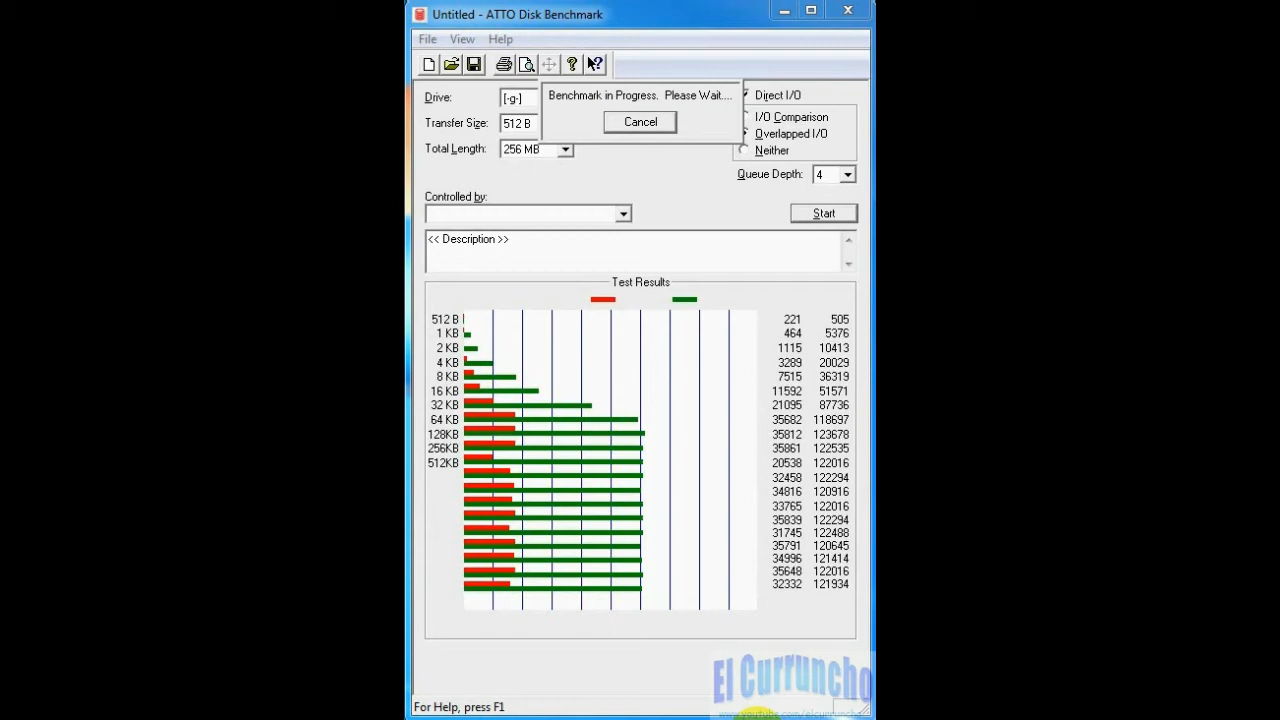 Untitled - ATTO Disk Benchmark
File View Help
Drive: [-g-]
Benchmark in Progress. Please Wait....
Cancel
Direct I/O
I/O Comparison
Overlapped I/O
Neither
Transfer Size: 512 B
Total Length: 256 MB
Queue Depth: 4
Controlled by:
Start
<< Description >>
Test Results
512 B 221 505
1 KB 464 5376
2 KB 1115 10413
4 KB 3289 20029
8 KB 7515 36319
16 KB 11592 51571
32 KB 21095 87736
64 KB 35682 118697
128KB 35812 123678
256KB 35861 122535
512KB 20538 122016
32458 122294
34816 120916
33765 122016
35839 122294
31745 122488
35791 120645
34996 121414
35648 122016
32332 121934
El Curruncho
www.youtube.com/elcurruncho
For Help, press F1